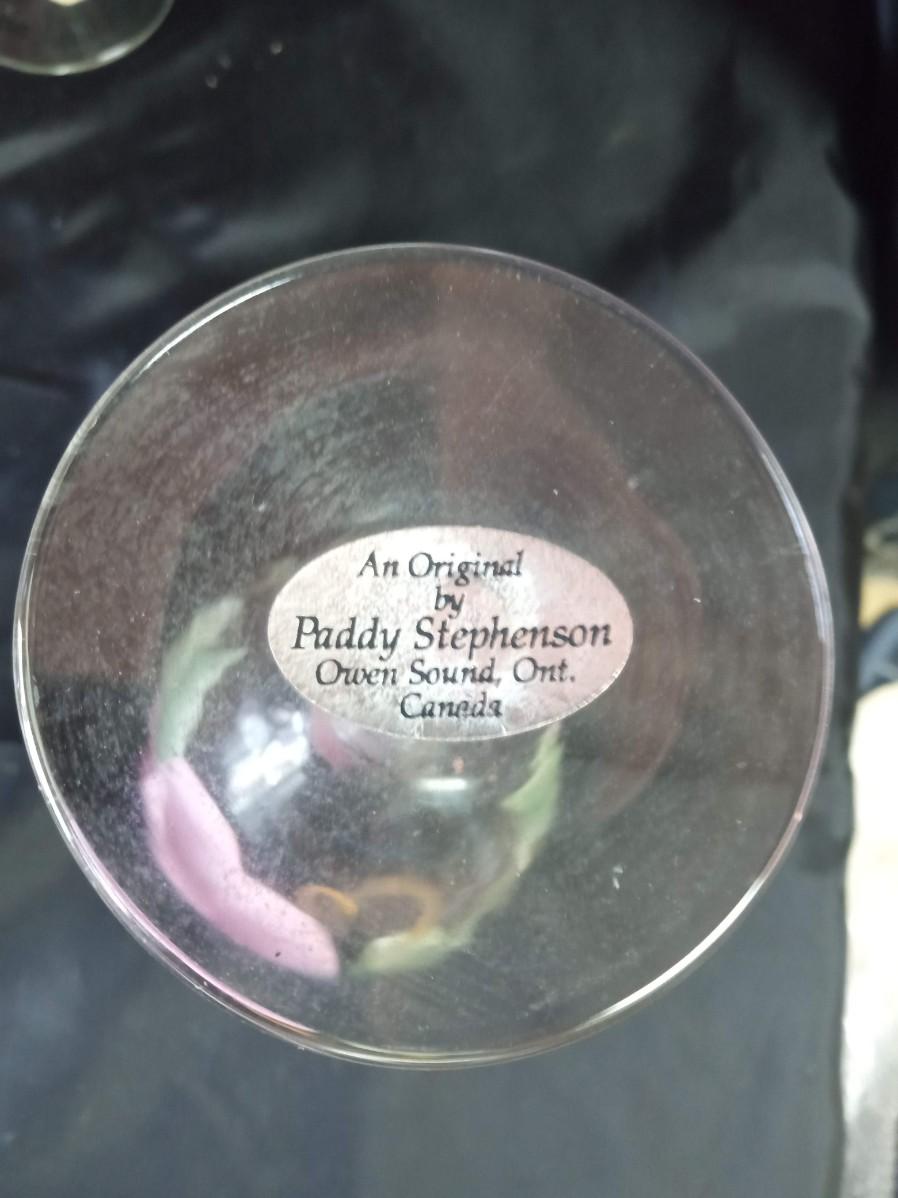 An Original
by
Paddy Stephenson
Owen Sound, Ont.
Canada